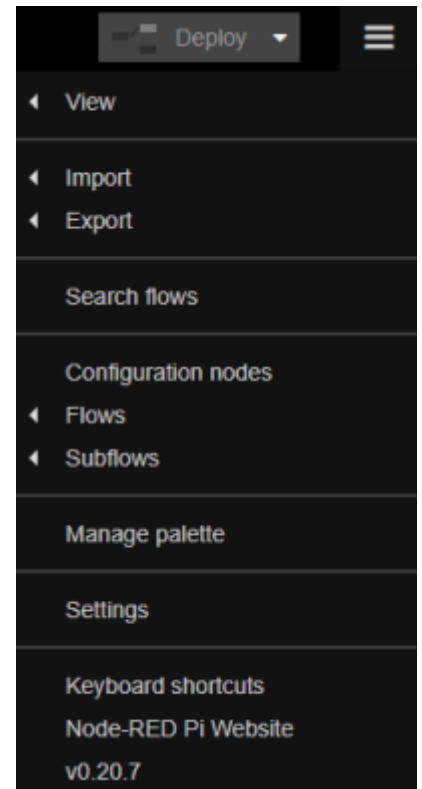 Deploy
View
Import
Export
Search flows
Configuration nodes
Flows
Subflows
Manage palette
Settings
Keyboard shortcuts
Node-RED Pi Website
v0.20.7